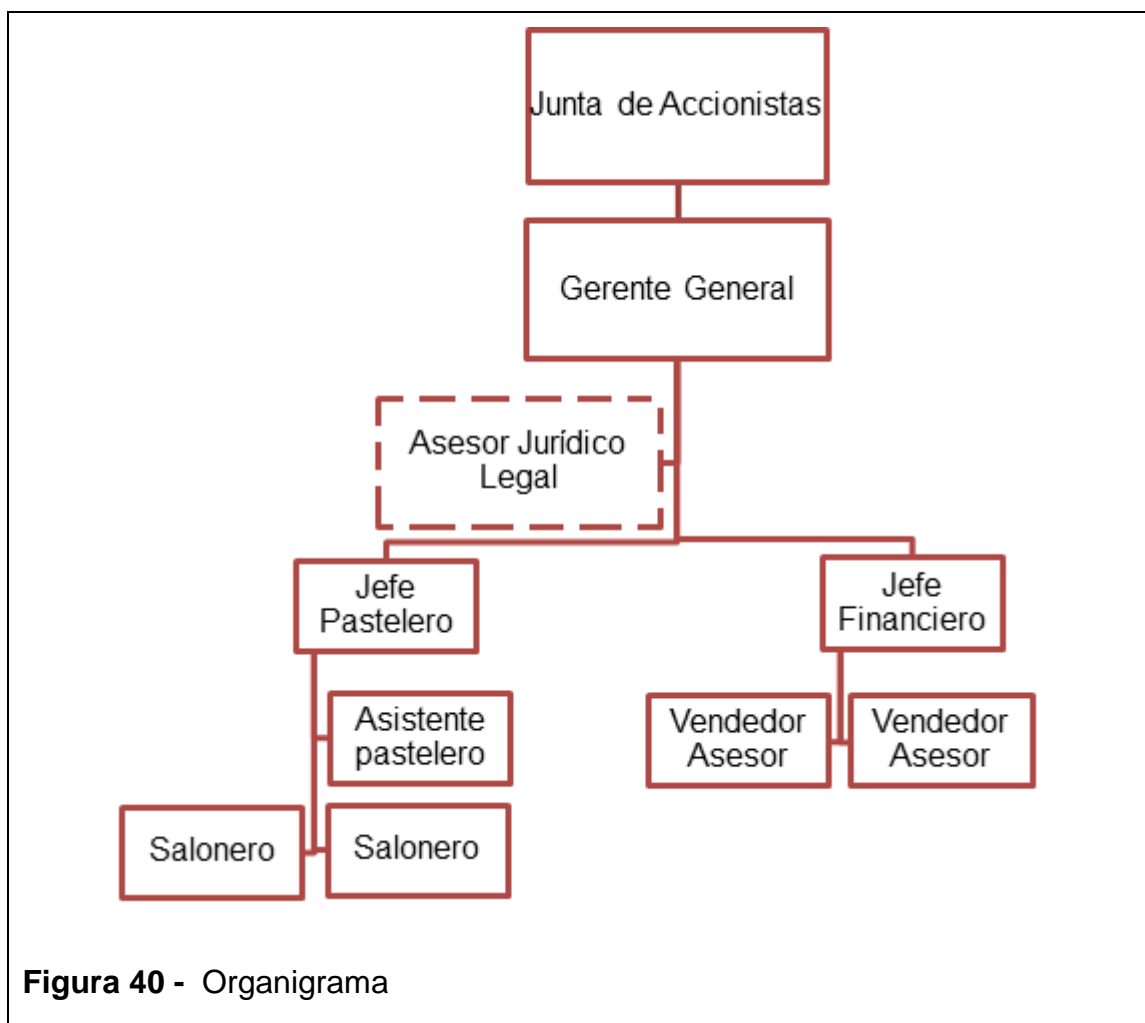 Junta de Accionistas
Gerente General
Asesor Jurídico
Legal
Jefe
Pastelero
Jefe
Financiero
Asistente
pastelero
Vendedor
Asesor
Vendedor
Asesor
Salonero
Salonero
Figura 40 - Organigrama